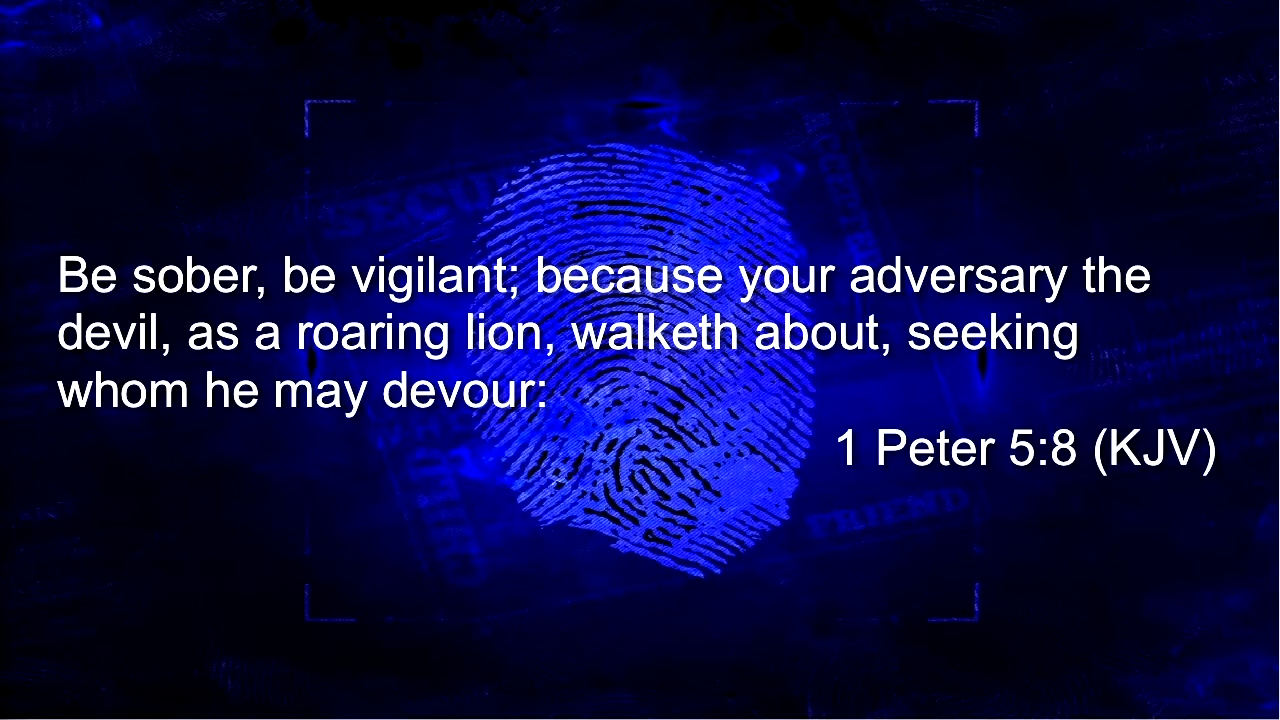 Be sober, be vigilant; because your adversary the
devil, as a roaring lion, walketh about, seeking
whom he may devour:
1 Peter 5:8 (KJV)
FRIEND